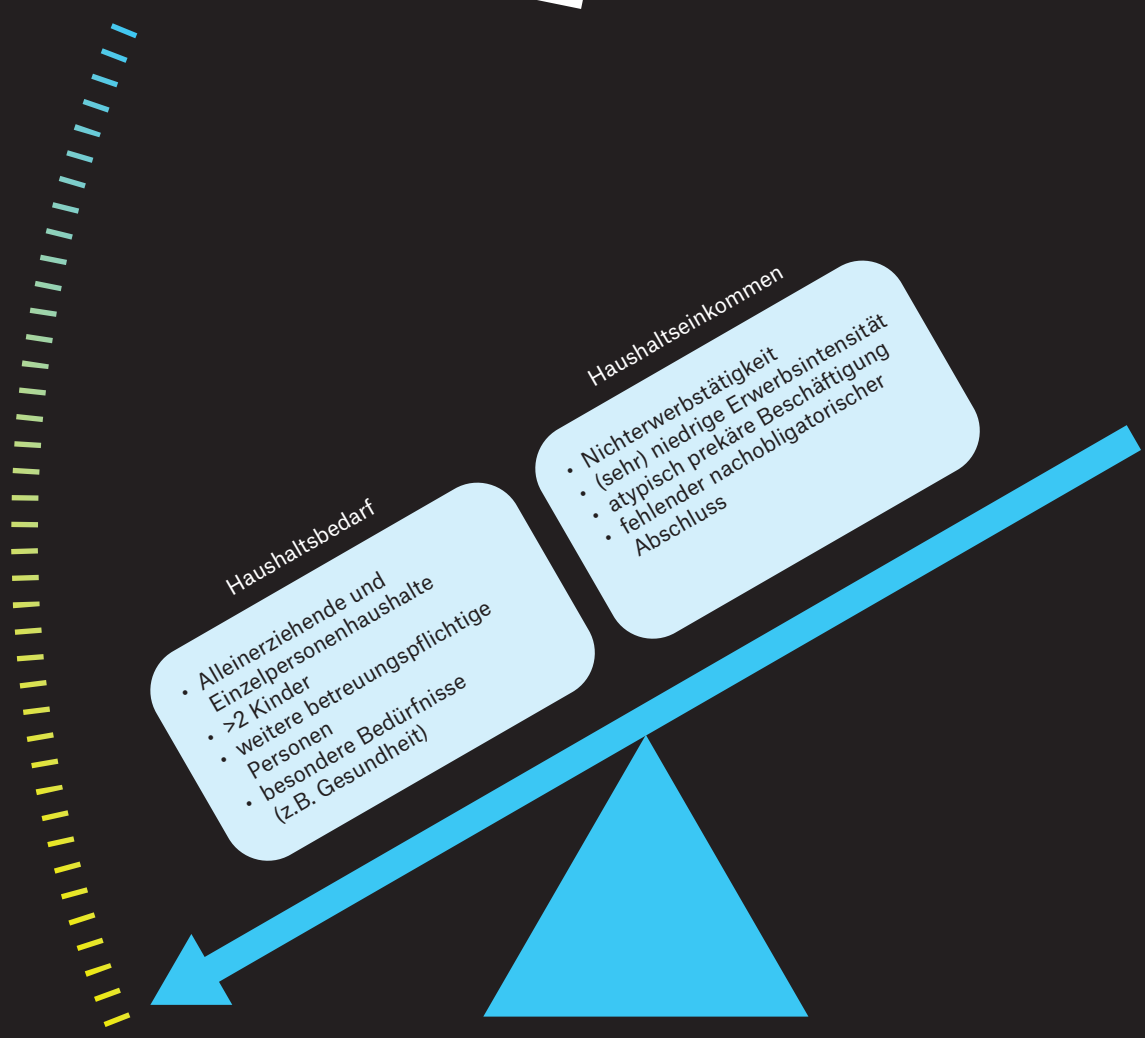 Haushaltseinkommen
• Nichterwerbstätigkeit
• (sehr) niedrige Erwerbsintensität
• atypisch prekäre Beschäftigung
• fehlender nachobligatorischer
Abschluss
Haushaltsbedarf
• Alleinerziehende und
Einzelpersonenhaushalte
• >2 Kinder
• weitere betreuungspflichtige
Personen
• besondere Bedürfnisse
(z.B. Gesundheit)